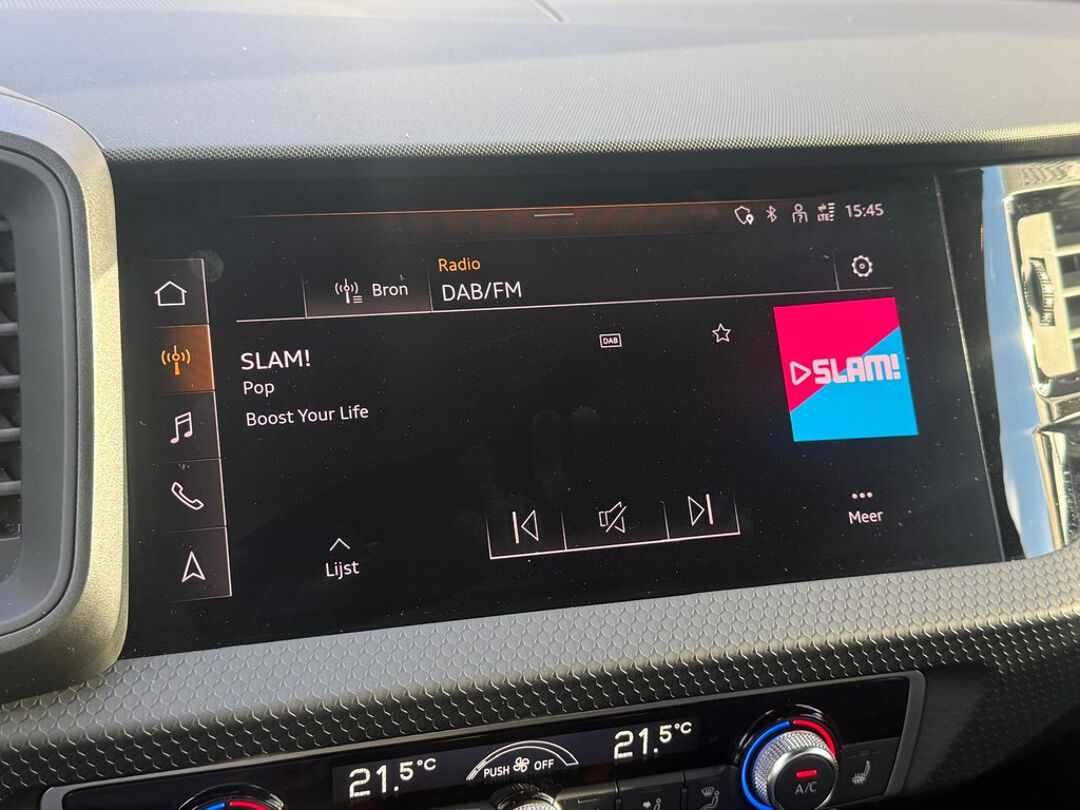 LTE 15:45
Radio
Bron DAB/FM
SLAM!
DAB
Pop
Boost Your Life
SLAM!
Lijst
Meer
21.5°C
PUSH OFF
21.5°C
A/C